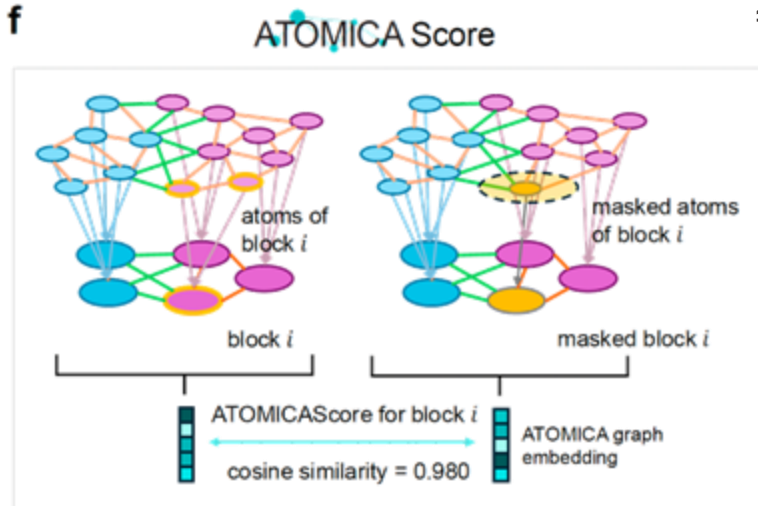 f
ATOMICA Score
atoms of
block i
masked atoms
of block i
block i
masked block i
ATOMICAScore for block i
cosine similarity = 0.980
ATOMICA graph
embedding